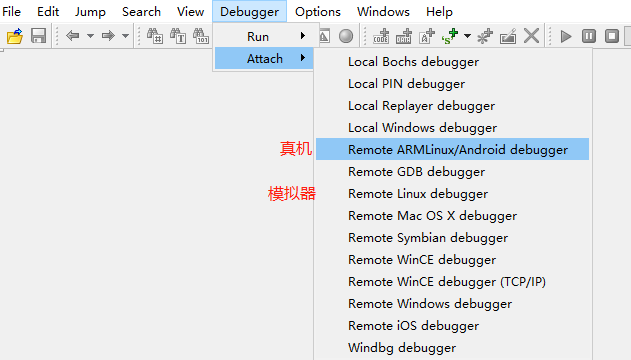 File Edit Jump Search View Debugger Options Windows Help
Run
Attach
Local Bochs debugger
Local PIN debugger
Local Replayer debugger
Local Windows debugger
真机 Remote ARMLinux/Android debugger
Remote GDB debugger
模拟器 Remote Linux debugger
Remote Mac OS X debugger
Remote Symbian debugger
Remote WinCE debugger
Remote WinCE debugger (TCP/IP)
Remote Windows debugger
Remote iOS debugger
Windbg debugger